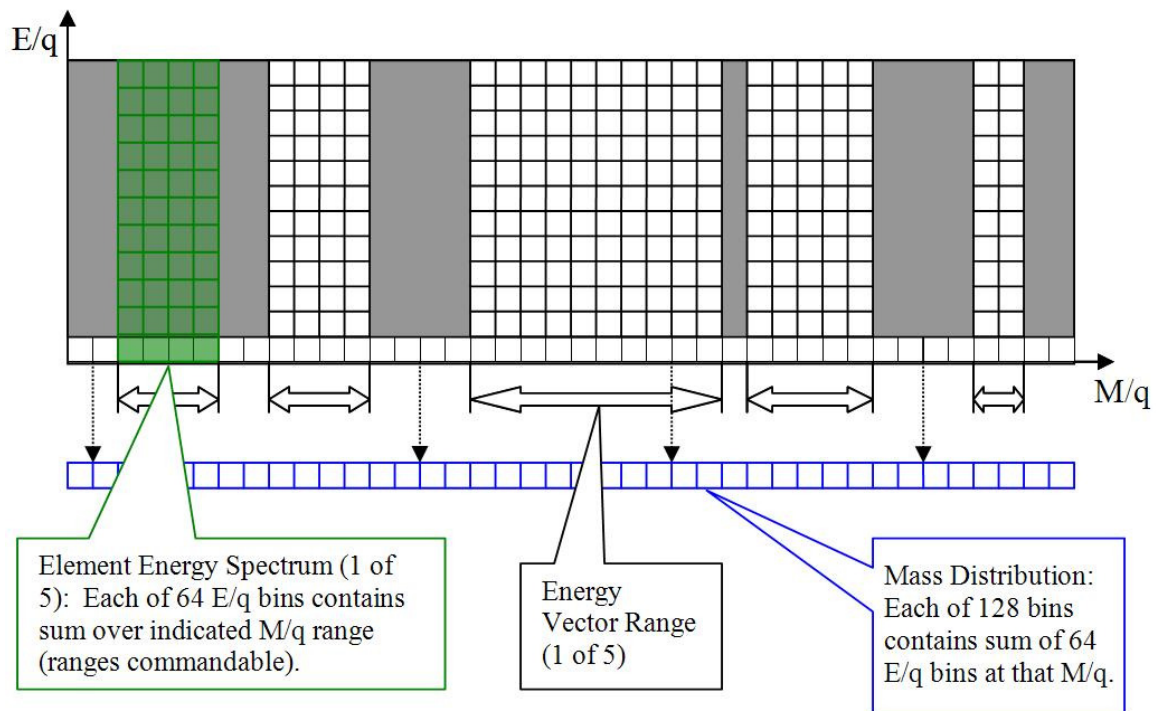 E/q
M/q
Element Energy Spectrum (1 of
5):  Each of 64 E/q bins contains
sum over indicated M/q range
(ranges commandable).
Energy
Vector Range
(1 of 5)
Mass Distribution:
Each of 128 bins
contains sum of 64
E/q bins at that M/q.